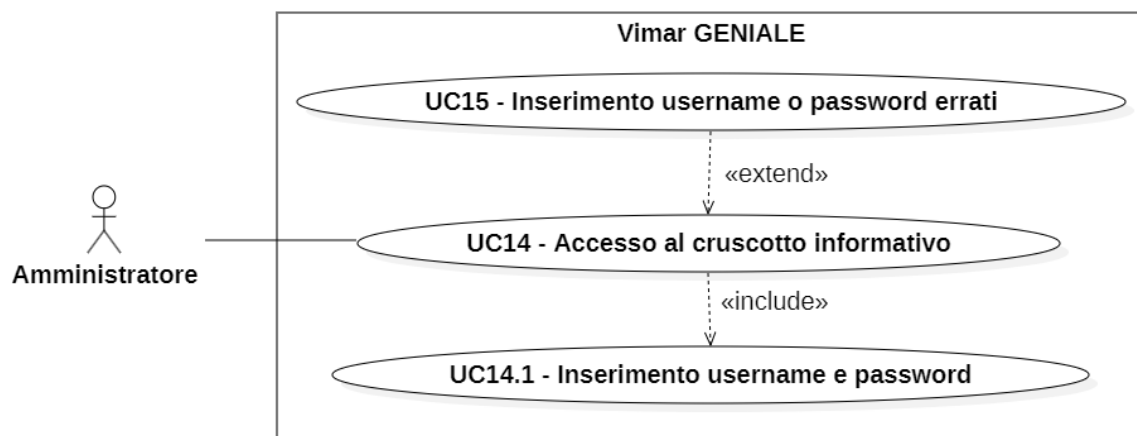 Vimar GENIALE
UC15 - Inserimento username o password errati
«extend»
UC14 - Accesso al cruscotto informativo
Amministratore
«include»
UC14.1 - Inserimento username e password